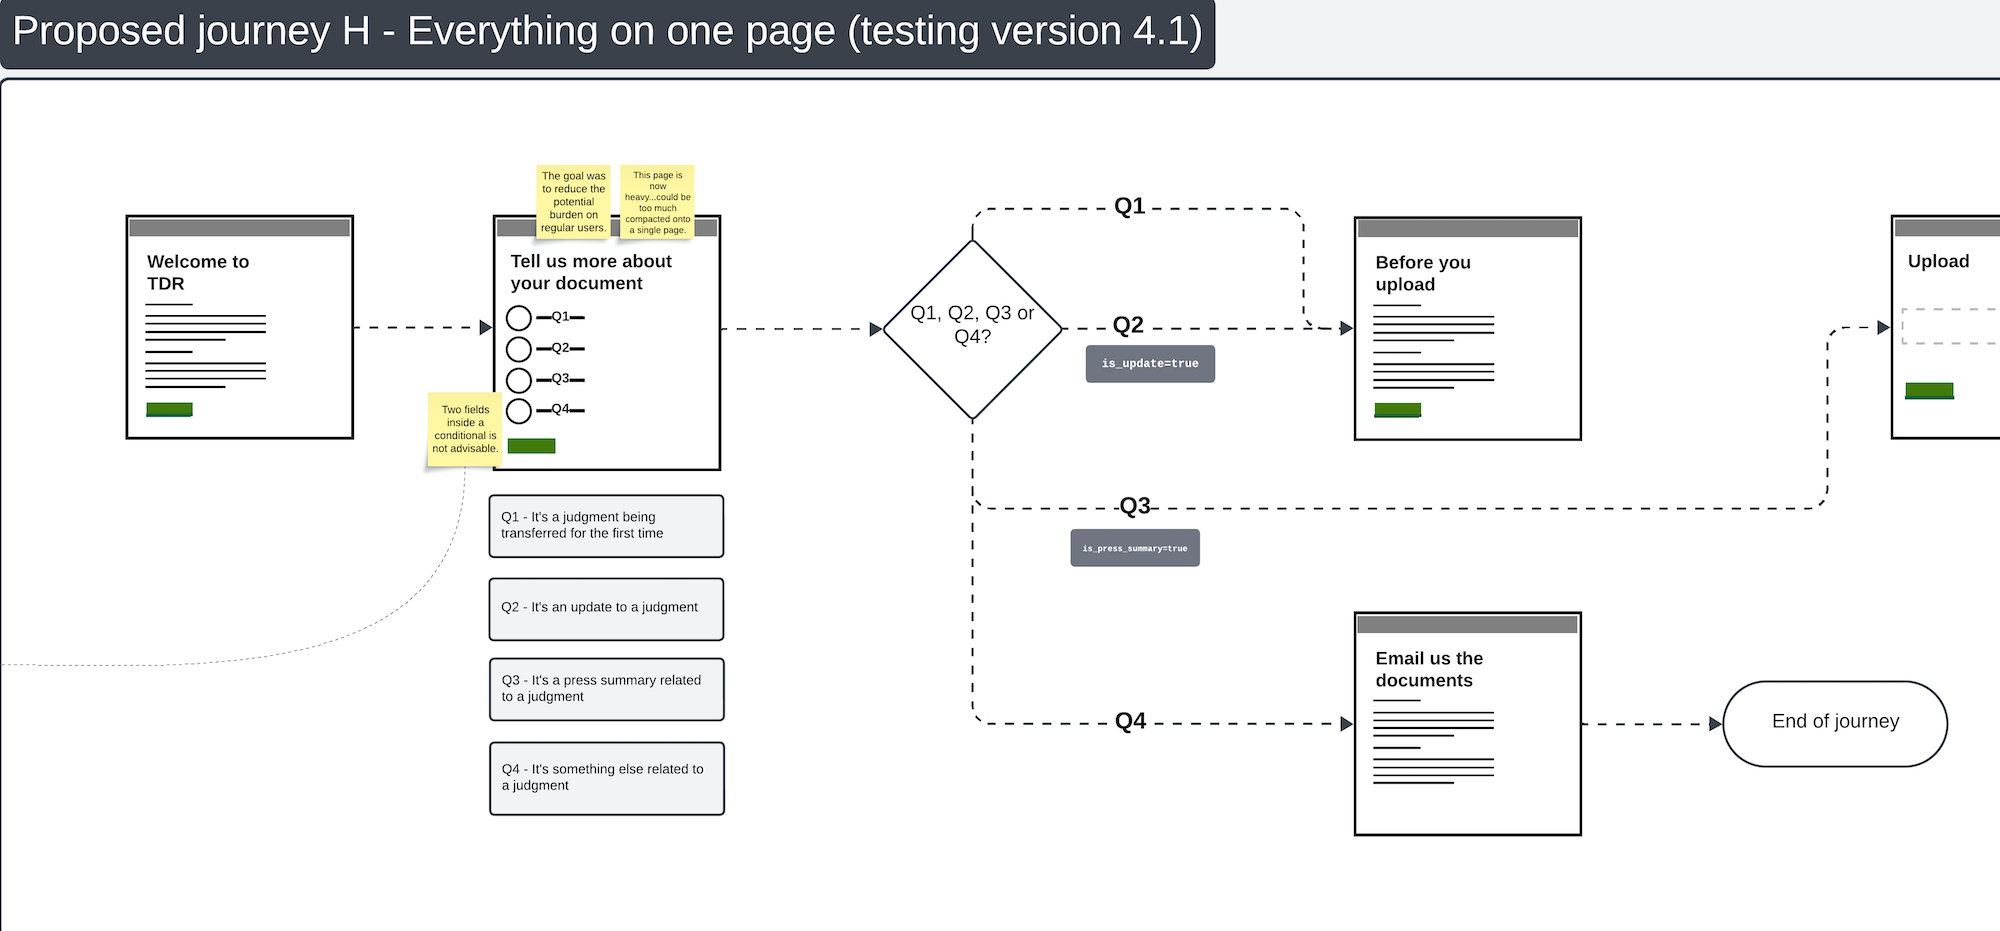 Proposed journey H - Everything on one page (testing version 4.1)
The goal was
to reduce the
potential
burden on
regular users.
This page is
now
heavy...could be
too much
compacted onto
a single page.
Welcome to
TDR
Tell us more about
your document
Q1
Q2
Q3
Q4
Two fields
inside a
conditional is
not advisable.
Q1 - It's a judgment being
transferred for the first time
Q2 - It's an update to a judgment
Q3 - It's a press summary related
to a judgment
Q4 - It's something else related to
a judgment
Q1, Q2, Q3 or
Q4?
Q1
Q2
is_update=true
Q3
is_press_summary=true
Q4
Before you
upload
Upload
Email us the
documents
End of journey